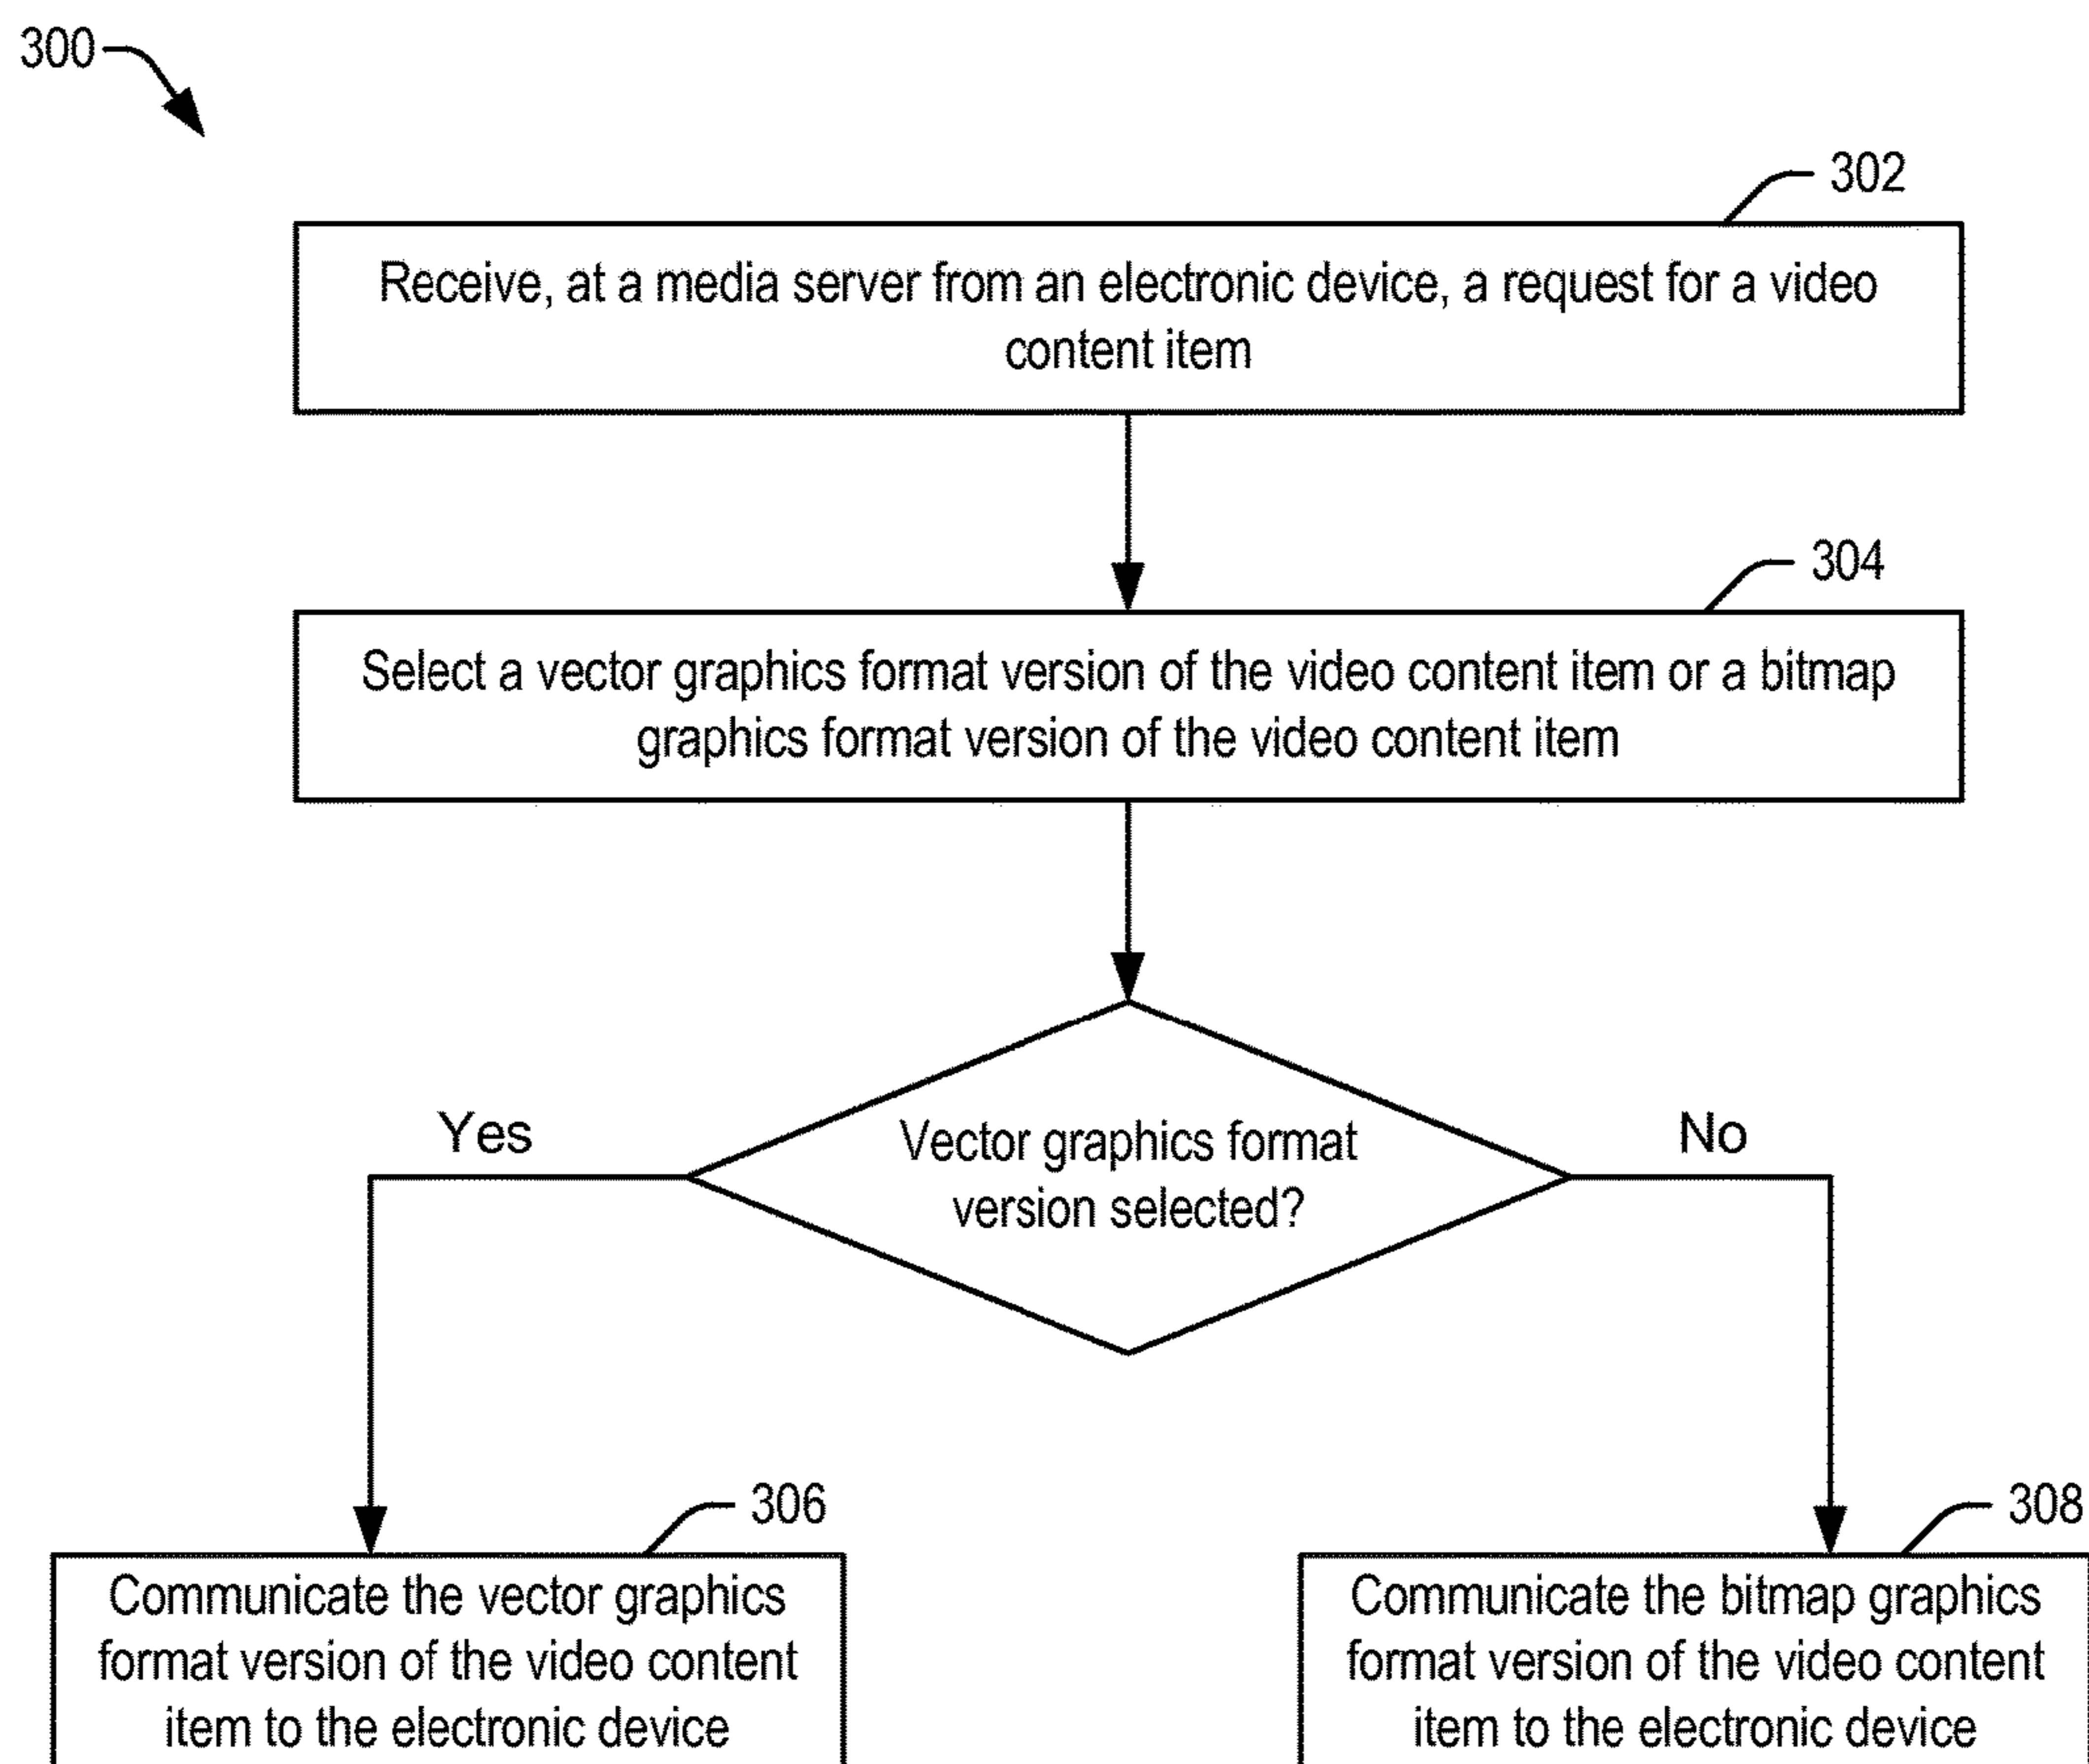 300
302
Receive, at a media server from an electronic device, a request for a video
content item
304
Select a vector graphics format version of the video content item or a bitmap
graphics format version of the video content item
Yes
Vector graphics format
version selected?
No
306
Communicate the vector graphics
format version of the video content
item to the electronic device
308
Communicate the bitmap graphics
format version of the video content
item to the electronic device